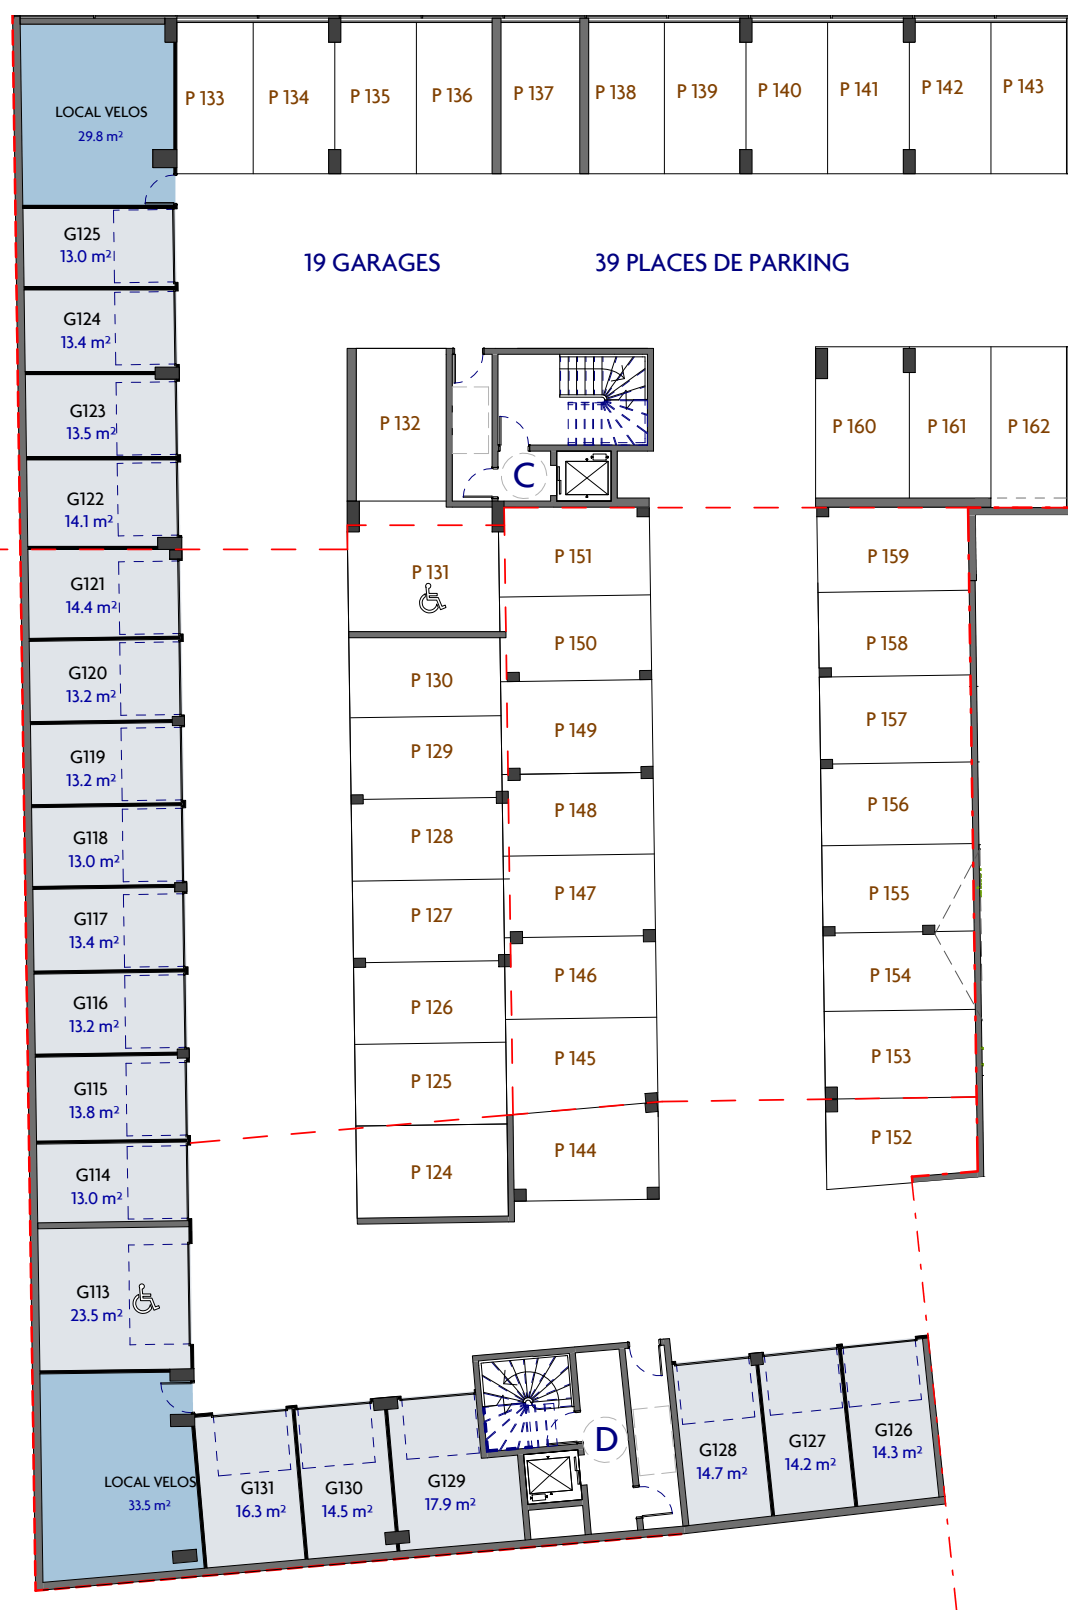 LOCAL VELOS
29.8 m²
P 133
P 134
P 135
P 136
P 137
P 138
P 139
P 140
P 141
P 142
P 143
19 GARAGES
39 PLACES DE PARKING
G125
13.0 m²
G124
13.4 m²
G123
13.5 m²
G122
14.1 m²
G121
14.4 m²
G120
13.2 m²
G119
13.2 m²
G118
13.0 m²
G117
13.4 m²
G116
13.2 m²
G115
13.8 m²
G114
13.0 m²
G113
23.5 m²
LOCAL VELOS
33.5 m²
P 132
C
P 131
P 130
P 129
P 128
P 127
P 126
P 125
P 124
P 151
P 150
P 149
P 148
P 147
P 146
P 145
P 144
P 160
P 161
P 162
P 159
P 158
P 157
P 156
P 155
P 154
P 153
P 152
G131
16.3 m²
G130
14.5 m²
G129
17.9 m²
D
G128
14.7 m²
G127
14.2 m²
G126
14.3 m²